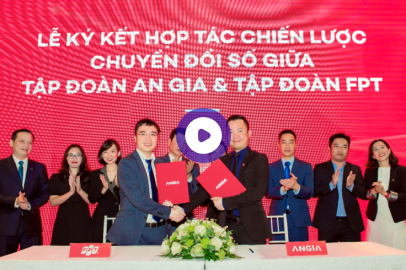 LỄ KÝ KẾT HỢP TÁC CHIẾN LƯỢC
CHUYỂN ĐỔI SỐ GIỮA
TẬP ĐOÀN AN GIA & TẬP ĐOÀN FPT
ANGIA
FPT
ANGIA